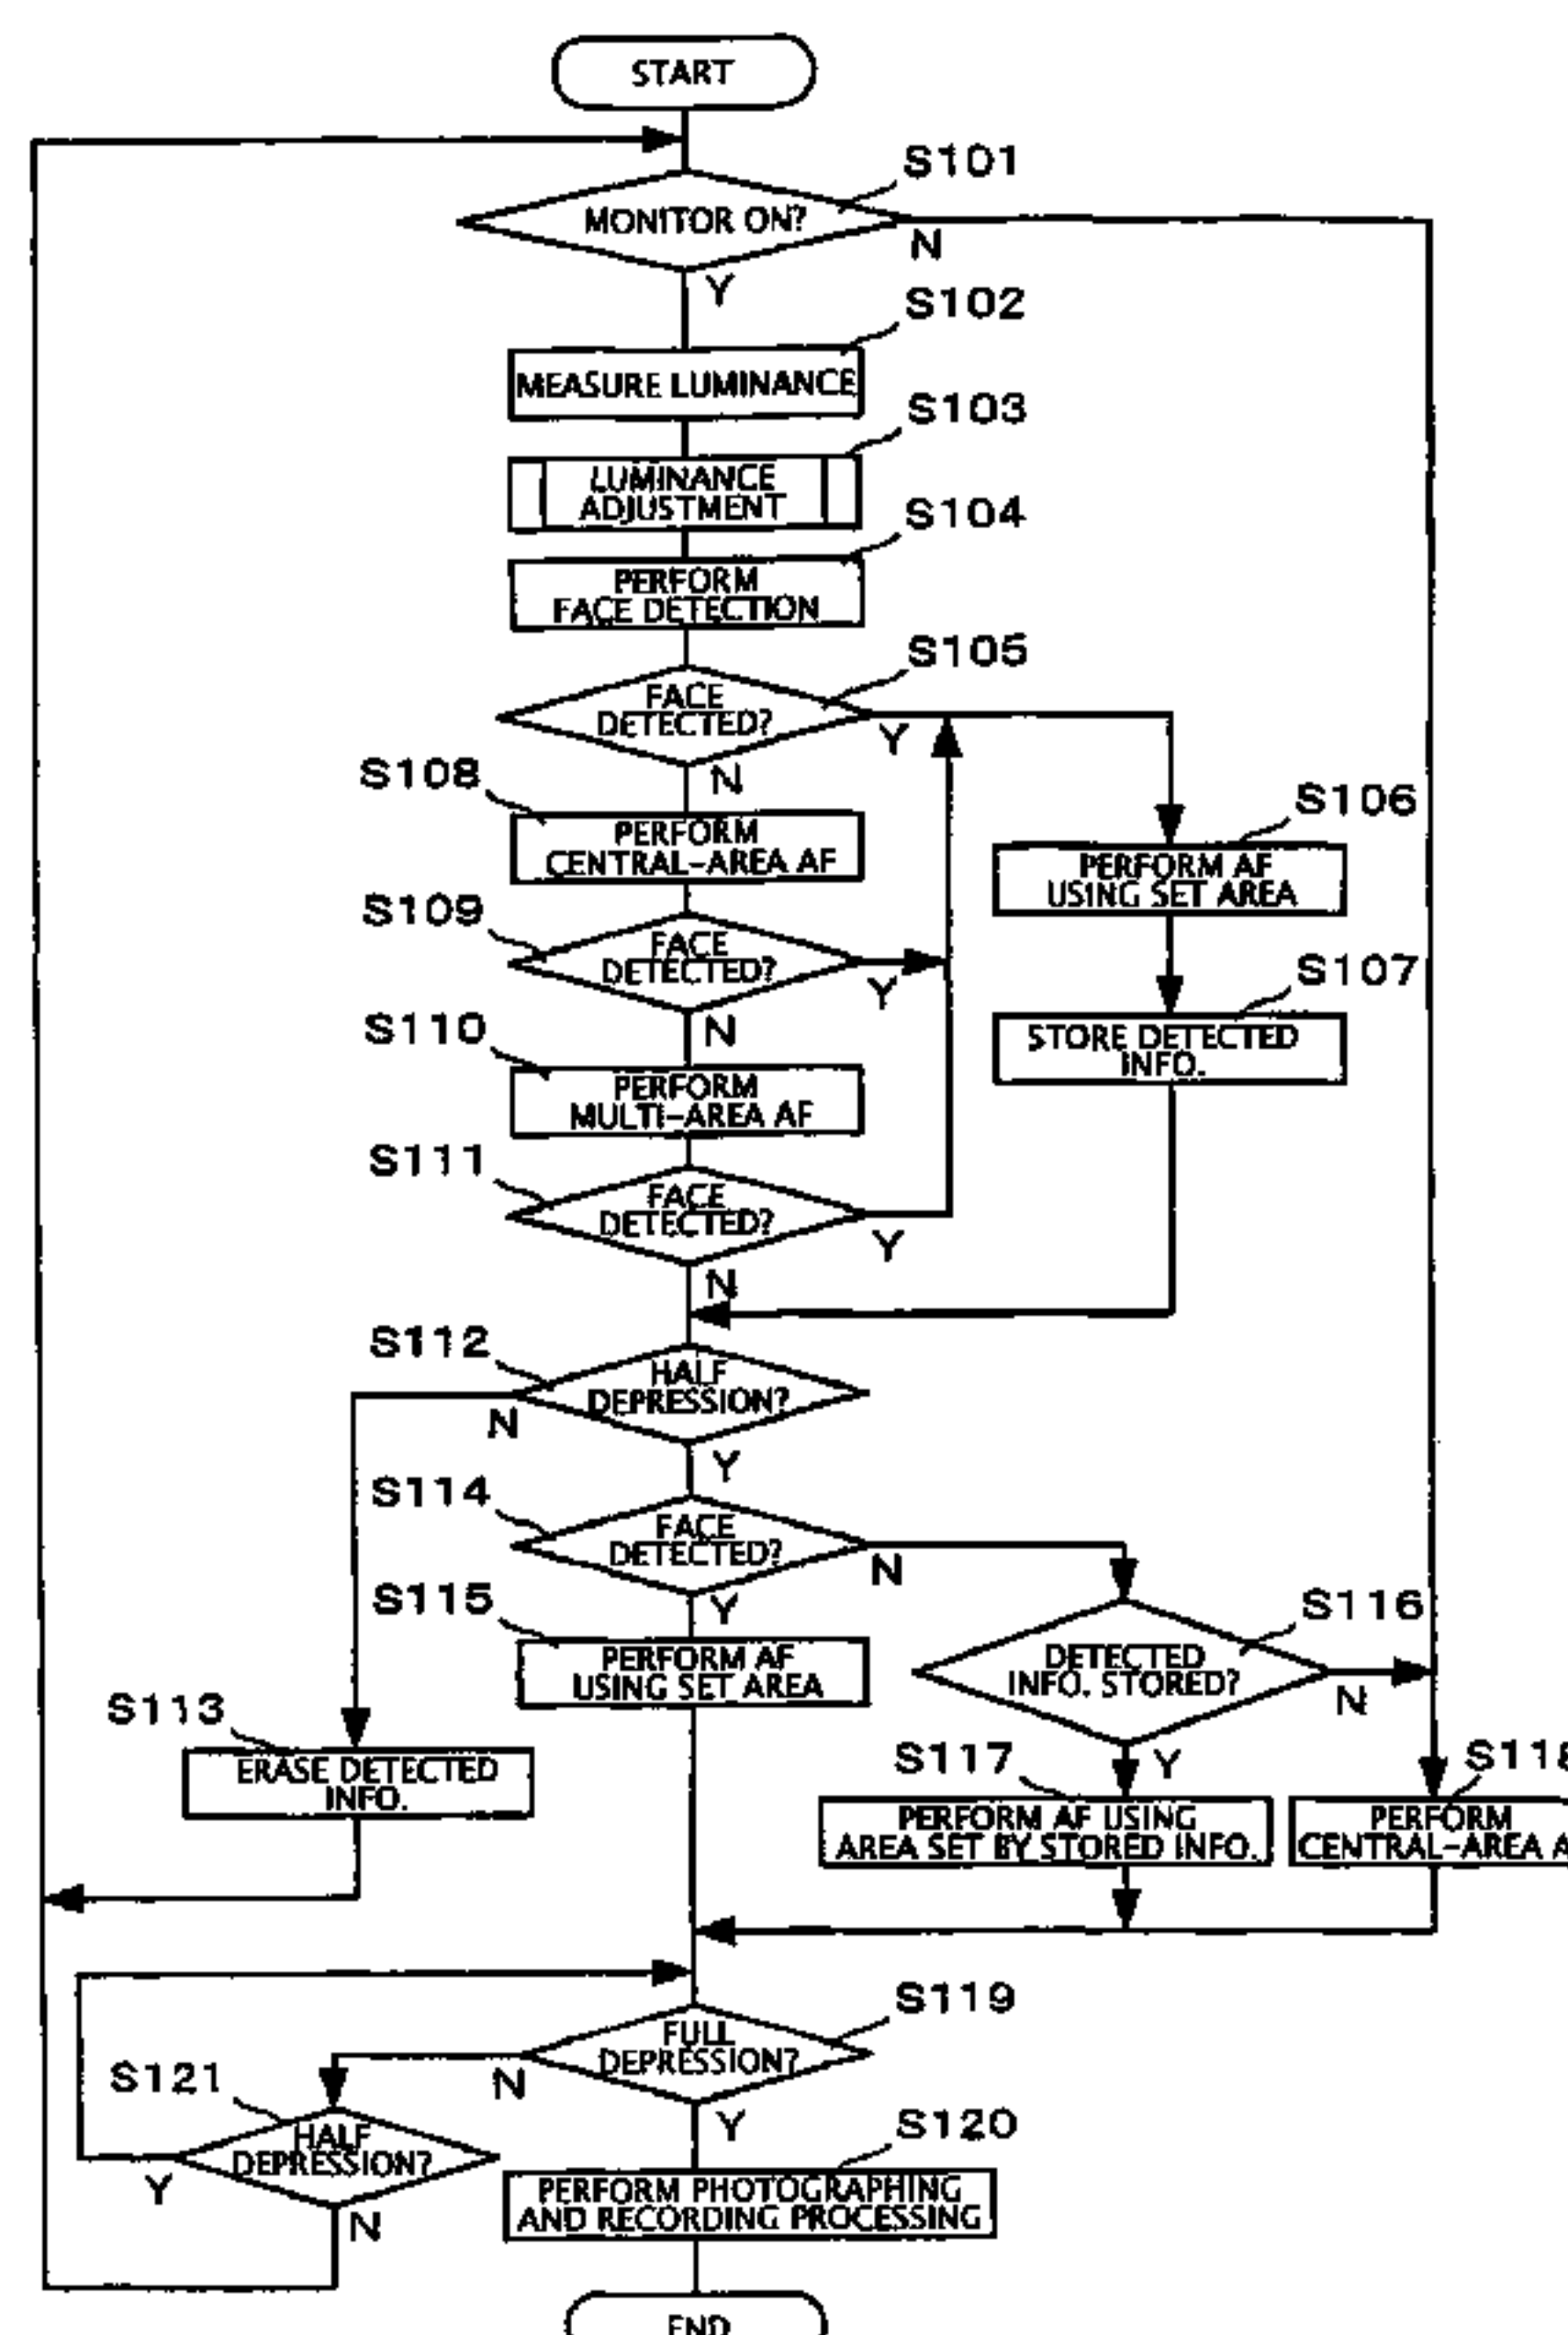 START
S101
MONITOR ON?
N
Y
S102
MEASURE LUMINANCE
S103
LUMINANCE
ADJUSTMENT
S104
PERFORM
FACE DETECTION
S105
FACE
DETECTED?
Y
N
S108
PERFORM
CENTRAL-AREA AF
S106
PERFORM AF
USING SET AREA
S109
FACE
DETECTED?
Y
N
S107
STORE DETECTED
INFO.
S110
PERFORM
MULTI-AREA AF
S111
FACE
DETECTED?
Y
N
S112
HALF
DEPRESSION?
N
Y
S114
FACE
DETECTED?
N
Y
S115
PERFORM AF
USING SET AREA
S116
DETECTED
INFO. STORED?
N
Y
S113
ERASE DETECTED
INFO.
S117
PERFORM AF USING
AREA SET BY STORED INFO.
S118
PERFORM
CENTRAL-AREA A
S119
FULL
DEPRESSION?
N
Y
S121
HALF
DEPRESSION?
Y
N
S120
PERFORM PHOTOGRAPHING
AND RECORDING PROCESSING
END